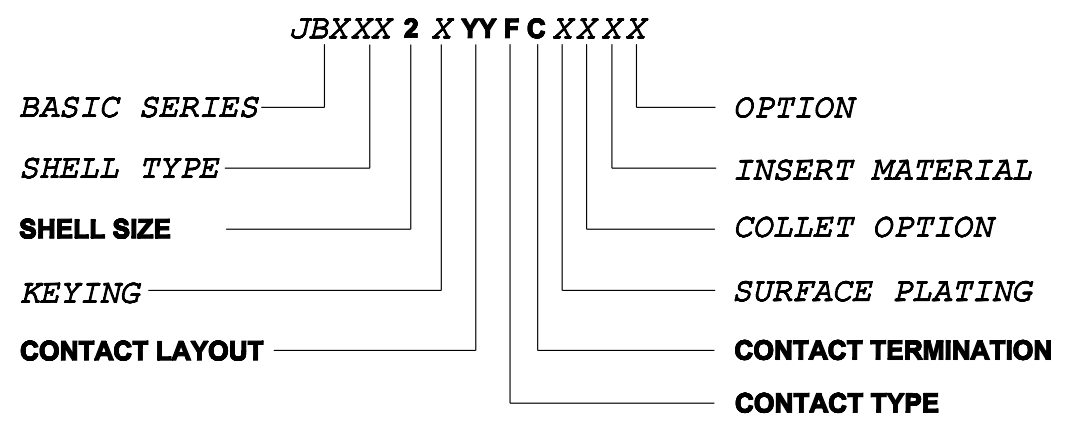 JBXXX 2 X YY F C XXXX
BASIC SERIES
OPTION
SHELL TYPE
INSERT MATERIAL
SHELL SIZE
COLLET OPTION
KEYING
SURFACE PLATING
CONTACT LAYOUT
CONTACT TERMINATION
CONTACT TYPE